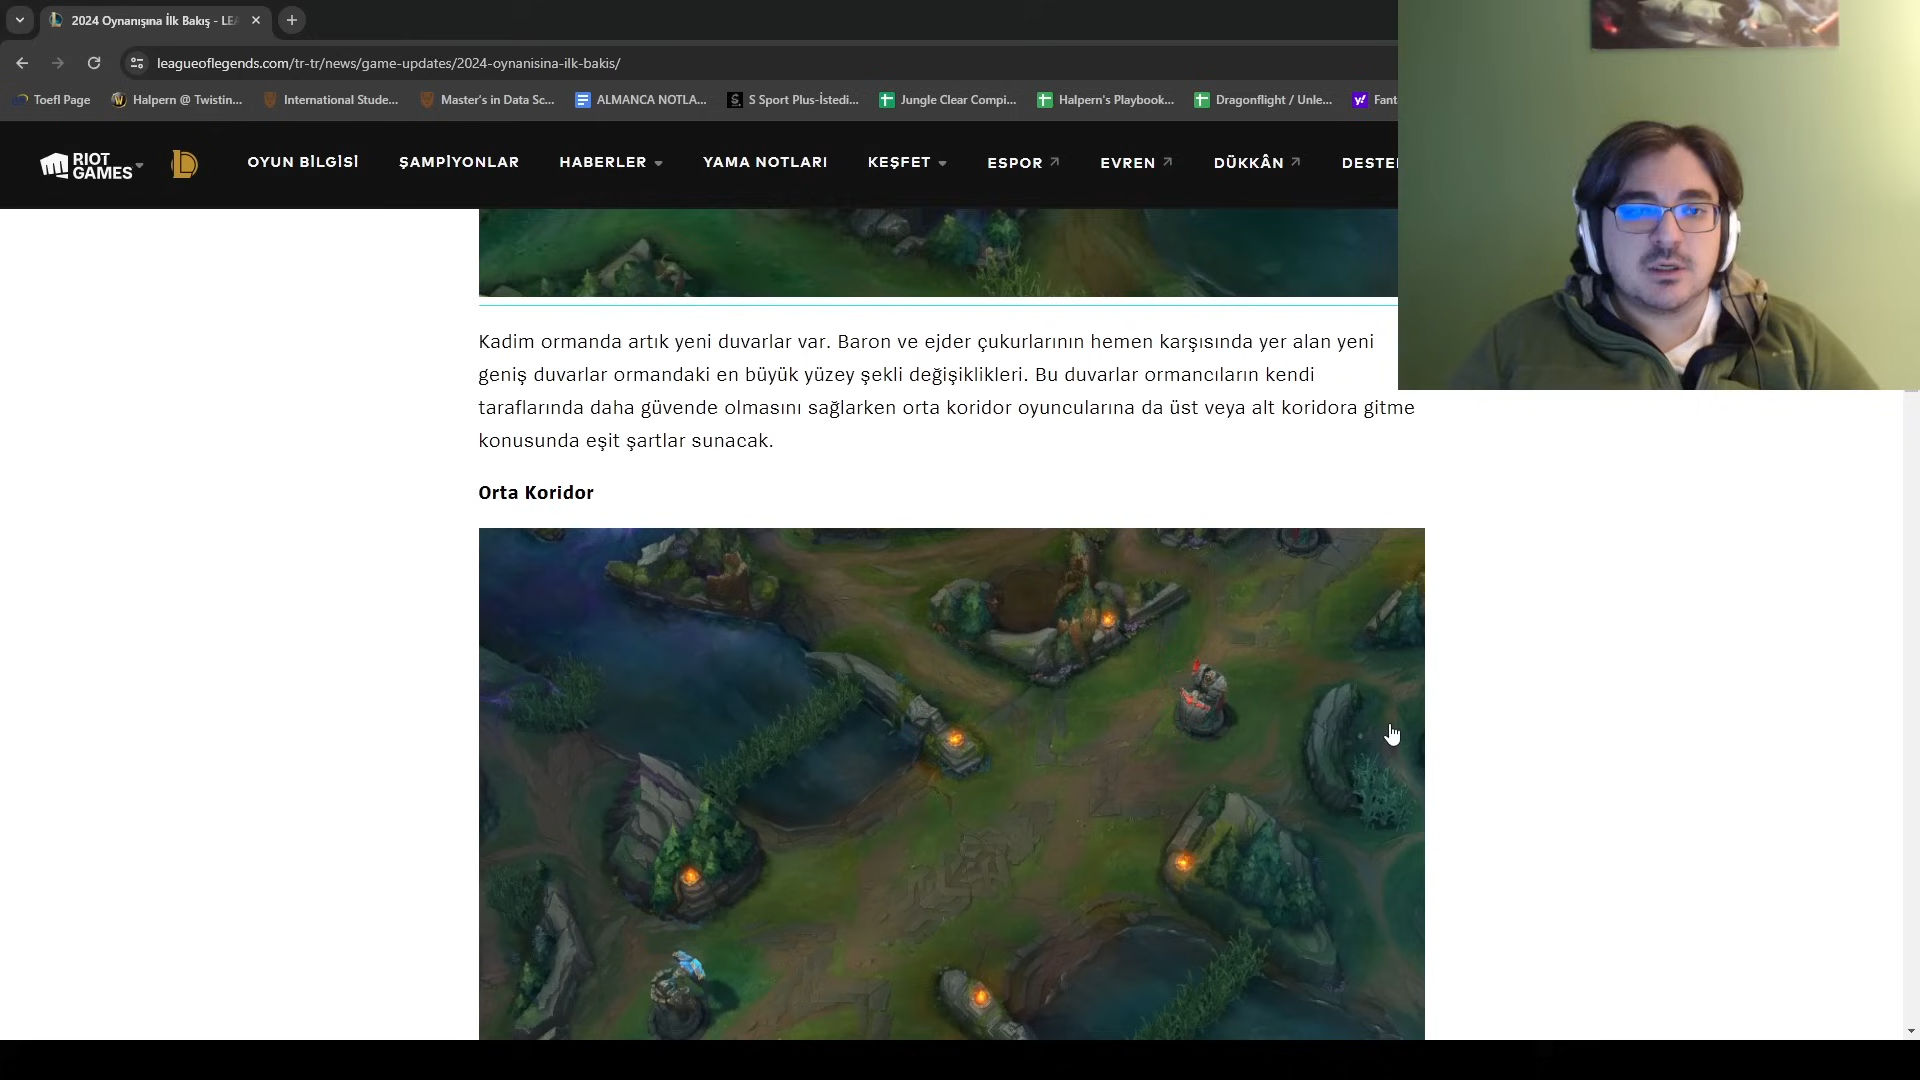 2024 Oynanışına İlk Bakış - LEA
leagueoflegends.com/tr-tr/news/game-updates/2024-oynanisina-ilk-bakis/
Toefl Page Halpern @ Twistin... International Stude... Master's in Data Sc... ALMANCA NOTLA... S Sport Plus-İstedi... Jungle Clear Compi... Halpern's Playbook... Dragonflight / Unle... Fant
RIOT GAMES OYUN BİLGİSİ ŞAMPİYONLAR HABERLER YAMA NOTLARI KEŞFET ESPOR EVREN DÜKKÂN DESTE
Kadim ormanda artık yeni duvarlar var. Baron ve ejder çukurlarının hemen karşısında yer alan yeni
geniş duvarlar ormandaki en büyük yüzey şekli değişiklikleri. Bu duvarlar ormancıların kendi
taraflarında daha güvende olmasını sağlarken orta koridor oyuncularına da üst veya alt koridora gitme
konusunda eşit şartlar sunacak.
Orta Koridor